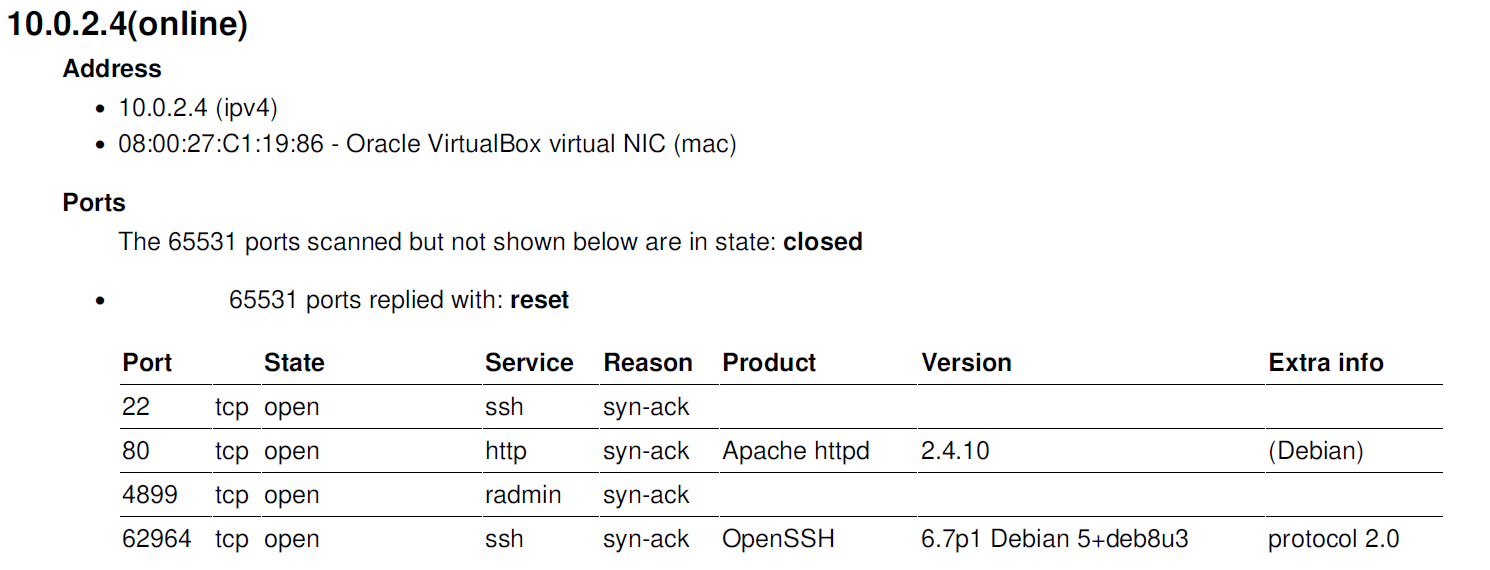 10.0.2.4(online)
Address
10.0.2.4 (ipv4)
08:00:27:C1:19:86 - Oracle VirtualBox virtual NIC (mac)
Ports
The 65531 ports scanned but not shown below are in state: closed
65531 ports replied with: reset
Port State Service Reason Product Version Extra info
22 tcp open ssh syn-ack
80 tcp open http syn-ack Apache httpd 2.4.10 (Debian)
4899 tcp open radmin syn-ack
62964 tcp open ssh syn-ack OpenSSH 6.7p1 Debian 5+deb8u3 protocol 2.0